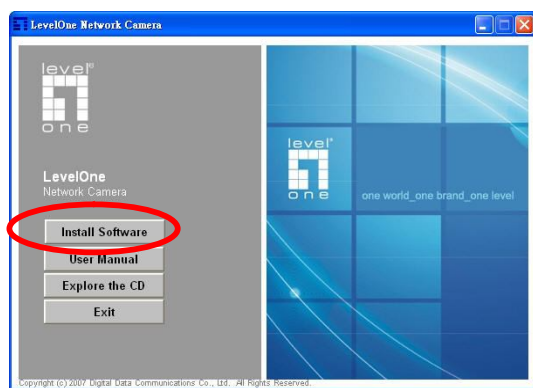 LevelOne Network Camera
level®
one
LevelOne
Network Camera
Install Software
User Manual
Explore the CD
Exit
level®
one
one world_one brand_one level
Copyright (c) 2007 Digital Data Communications Co., Ltd. All Rights Reserved.